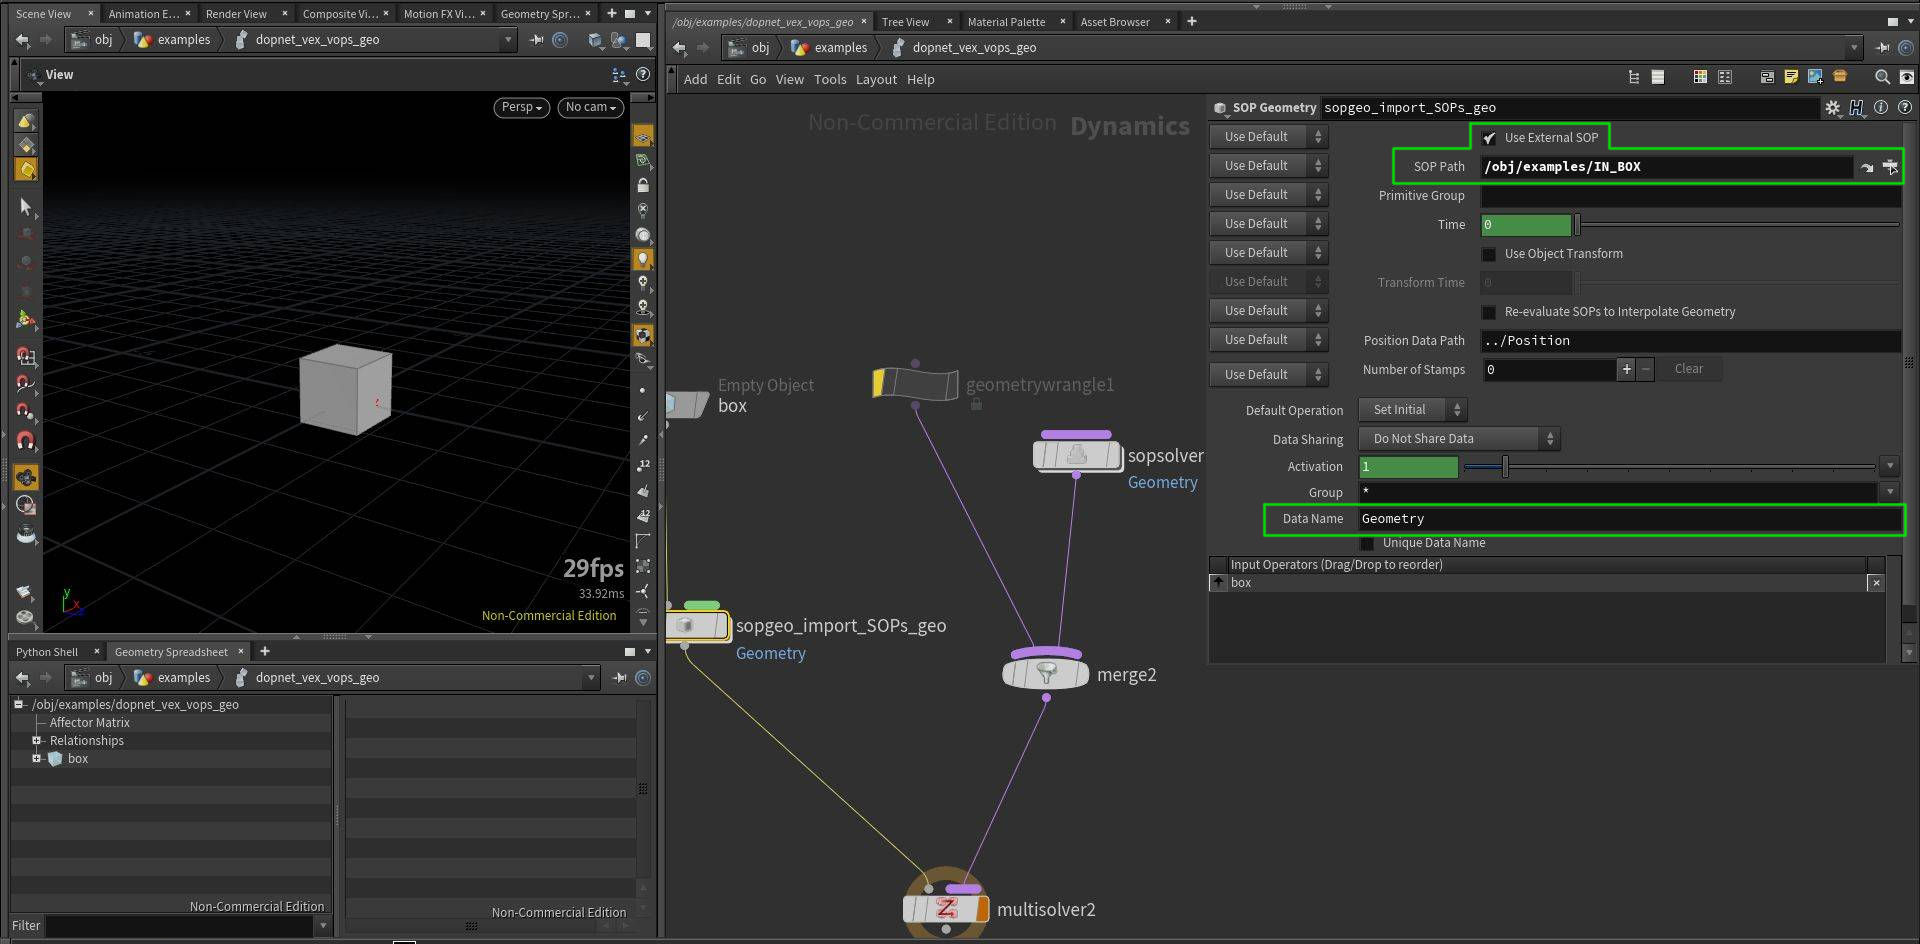 Scene View × Animation E... × Render View × Composite Vi... × Motion FX Vi... × Geometry Spr... × +
obj examples dopnet_vex_vops_geo
View
Persp No cam
29fps
33.92ms
Non-Commercial Edition
y
x
12
12
Python Shell × Geometry Spreadsheet × +
obj examples dopnet_vex_vops_geo
/obj/examples/dopnet_vex_vops_geo
Affector Matrix
Relationships
box
Non-Commercial Edition
Non-Commercial Edition
Filter
/obj/examples/dopnet_vex_vops_geo × Tree View × Material Palette × Asset Browser × +
obj examples dopnet_vex_vops_geo
Add Edit Go View Tools Layout Help
Non-Commercial Edition Dynamics
Empty Object
box
geometrywrangle1
sopsolver
Geometry
sopgeo_import_SOPs_geo
Geometry
merge2
multisolver2
SOP Geometry sopgeo_import_SOPs_geo
Use Default Use External SOP
Use Default SOP Path /obj/examples/IN_BOX
Use Default Primitive Group
Use Default Time 0
Use Default Use Object Transform
Use Default Transform Time 0
Use Default Re-evaluate SOPs to Interpolate Geometry
Use Default Position Data Path ../Position
Use Default Number of Stamps 0 + − Clear
Default Operation Set Initial
Data Sharing Do Not Share Data
Activation 1
Group *
Data Name Geometry
Unique Data Name
Input Operators (Drag/Drop to reorder)
box ×